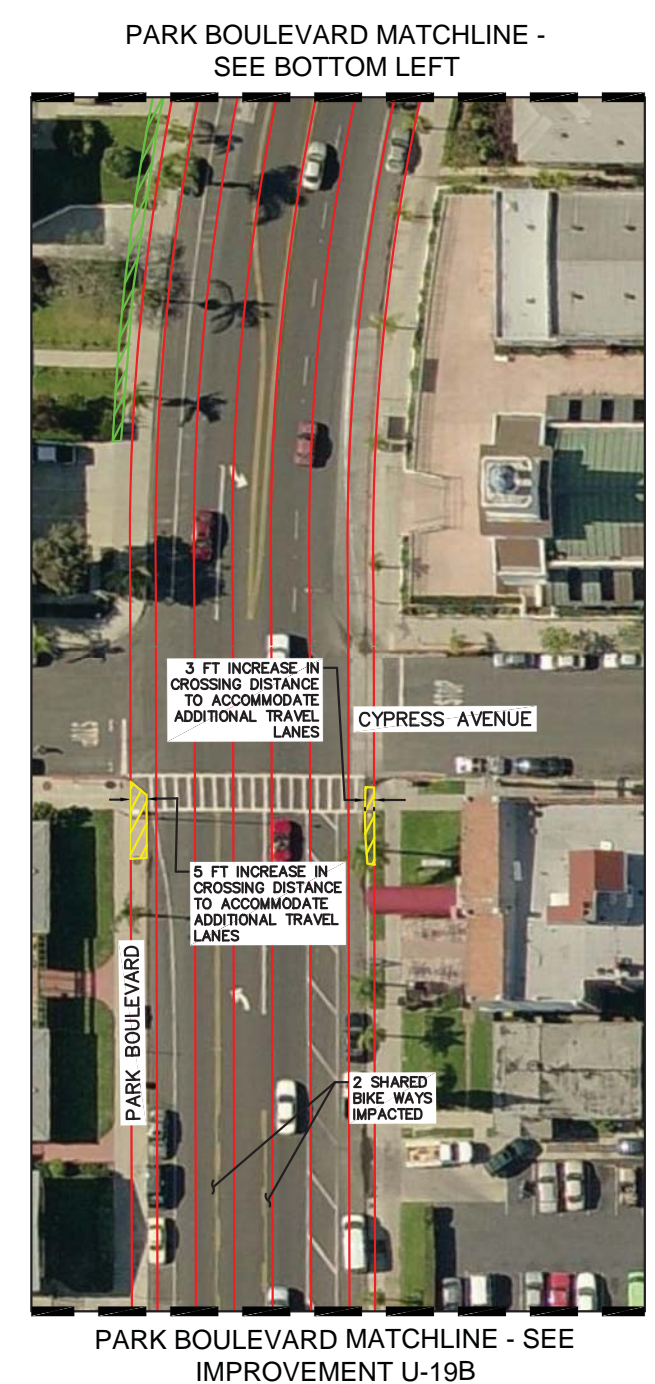 PARK BOULEVARD MATCHLINE -
SEE BOTTOM LEFT
3 FT INCREASE IN
CROSSING DISTANCE
TO ACCOMMODATE
ADDITIONAL TRAVEL
LANES
CYPRESS AVENUE
STOP
STOP
5 FT INCREASE IN
CROSSING DISTANCE
TO ACCOMMODATE
ADDITIONAL TRAVEL
LANES
PARK BOULEVARD
2 SHARED
BIKE WAYS
IMPACTED
PARK BOULEVARD MATCHLINE - SEE
IMPROVEMENT U-19B